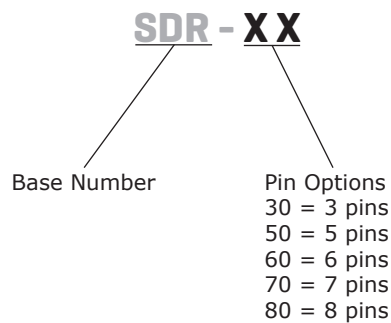 SDR - XX
Base Number
Pin Options
30 = 3 pins
50 = 5 pins
60 = 6 pins
70 = 7 pins
80 = 8 pins